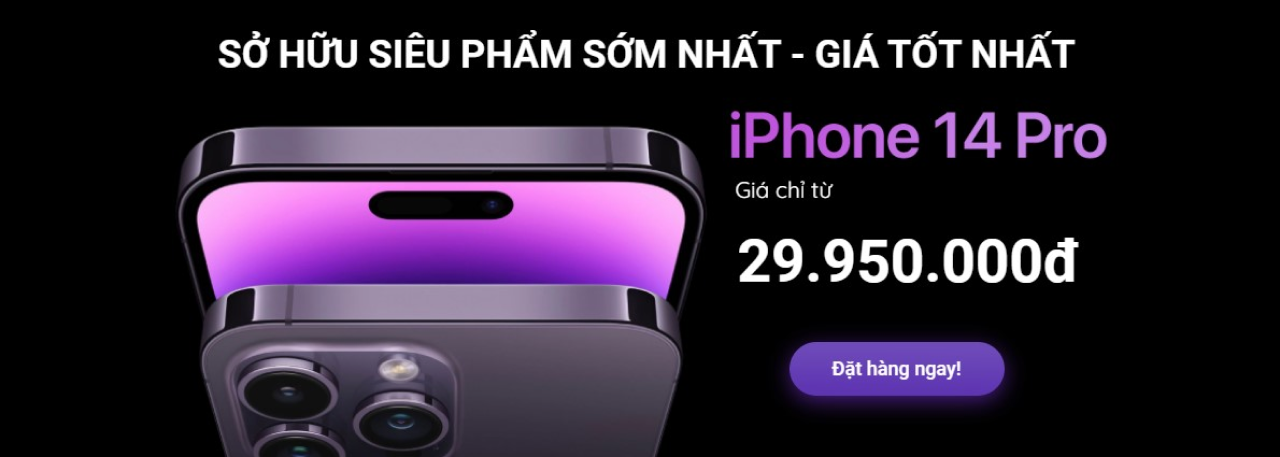 SỞ HỮU SIÊU PHẨM SỚM NHẤT - GIÁ TỐT NHẤT
iPhone 14 Pro
Giá chỉ từ
29.950.000đ
Đặt hàng ngay!